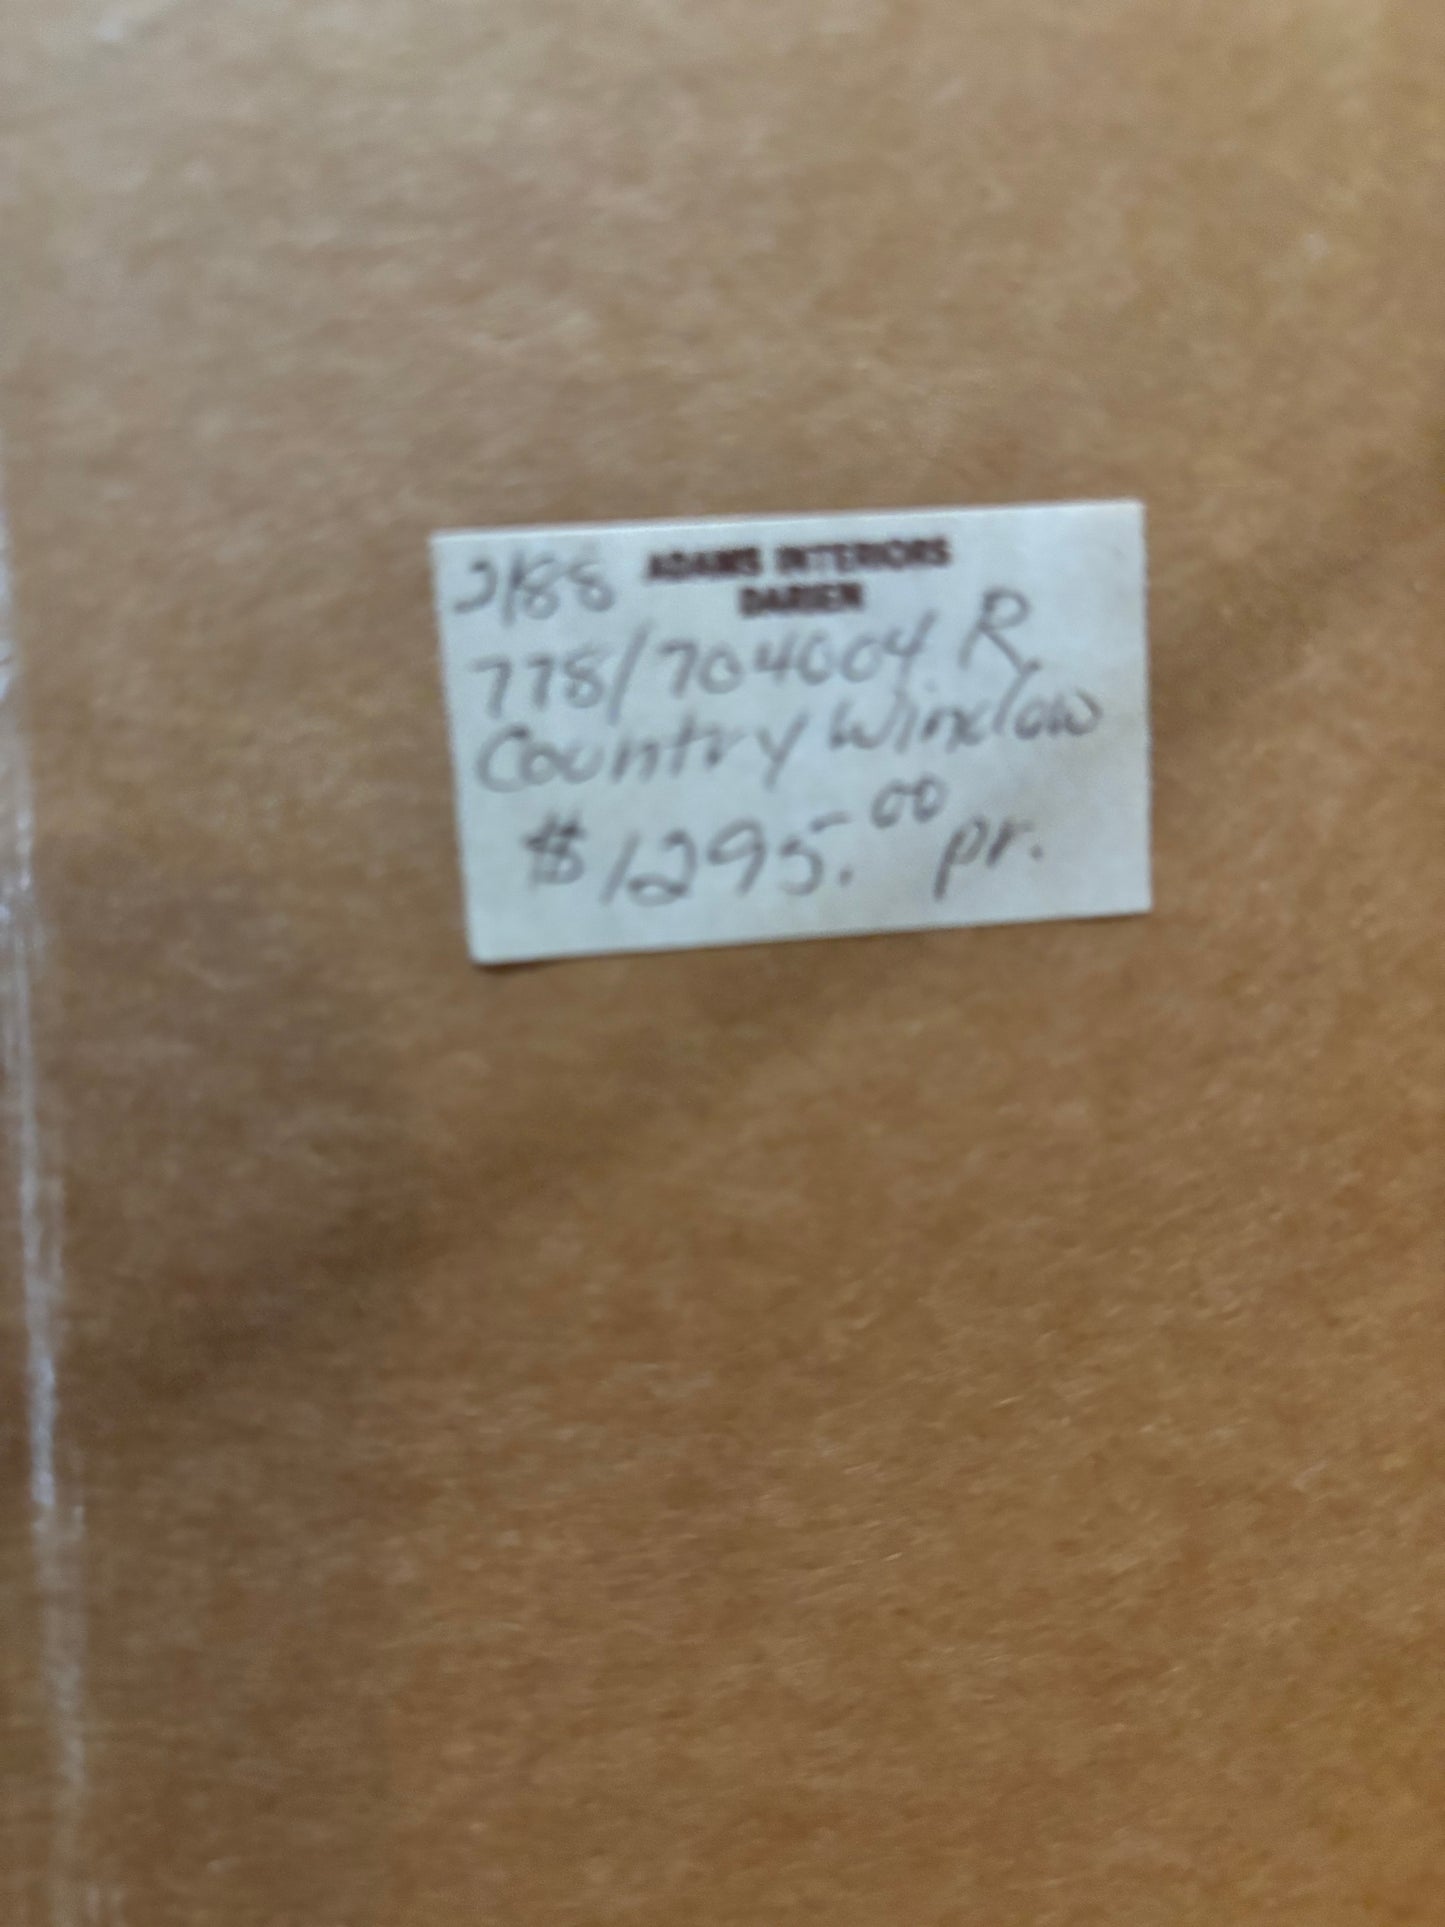 2/88 ADAMS INTERIORS
DARIEN
778/704004 R
Country Window
$1295.00 pr.